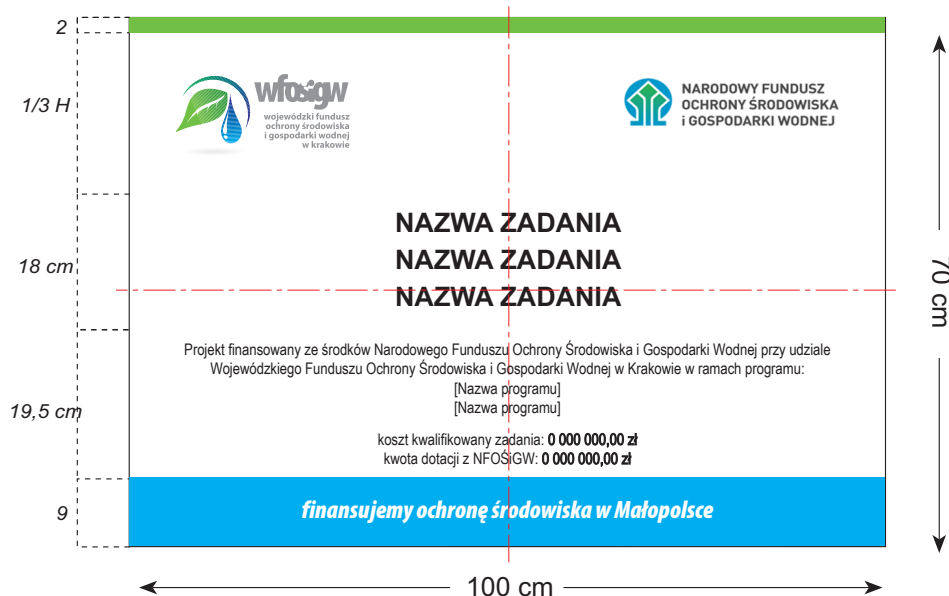 2
1/3 H
18 cm
19,5 cm
9
wfosigw
wojewódzki fundusz
ochrony środowiska
i gospodarki wodnej
w krakowie
NARODOWY FUNDUSZ
OCHRONY ŚRODOWISKA
i GOSPODARKI WODNEJ
NAZWA ZADANIA
NAZWA ZADANIA
NAZWA ZADANIA
Projekt finansowany ze środków Narodowego Funduszu Ochrony Środowiska i Gospodarki Wodnej przy udziale
Wojewódzkiego Funduszu Ochrony Środowiska i Gospodarki Wodnej w Krakowie w ramach programu:
[Nazwa programu]
[Nazwa programu]
koszt kwalifikowany zadania: 0 000 000,00 zł
kwota dotacji z NFOŚiGW: 0 000 000,00 zł
finansujemy ochronę środowiska w Małopolsce
70 cm
100 cm